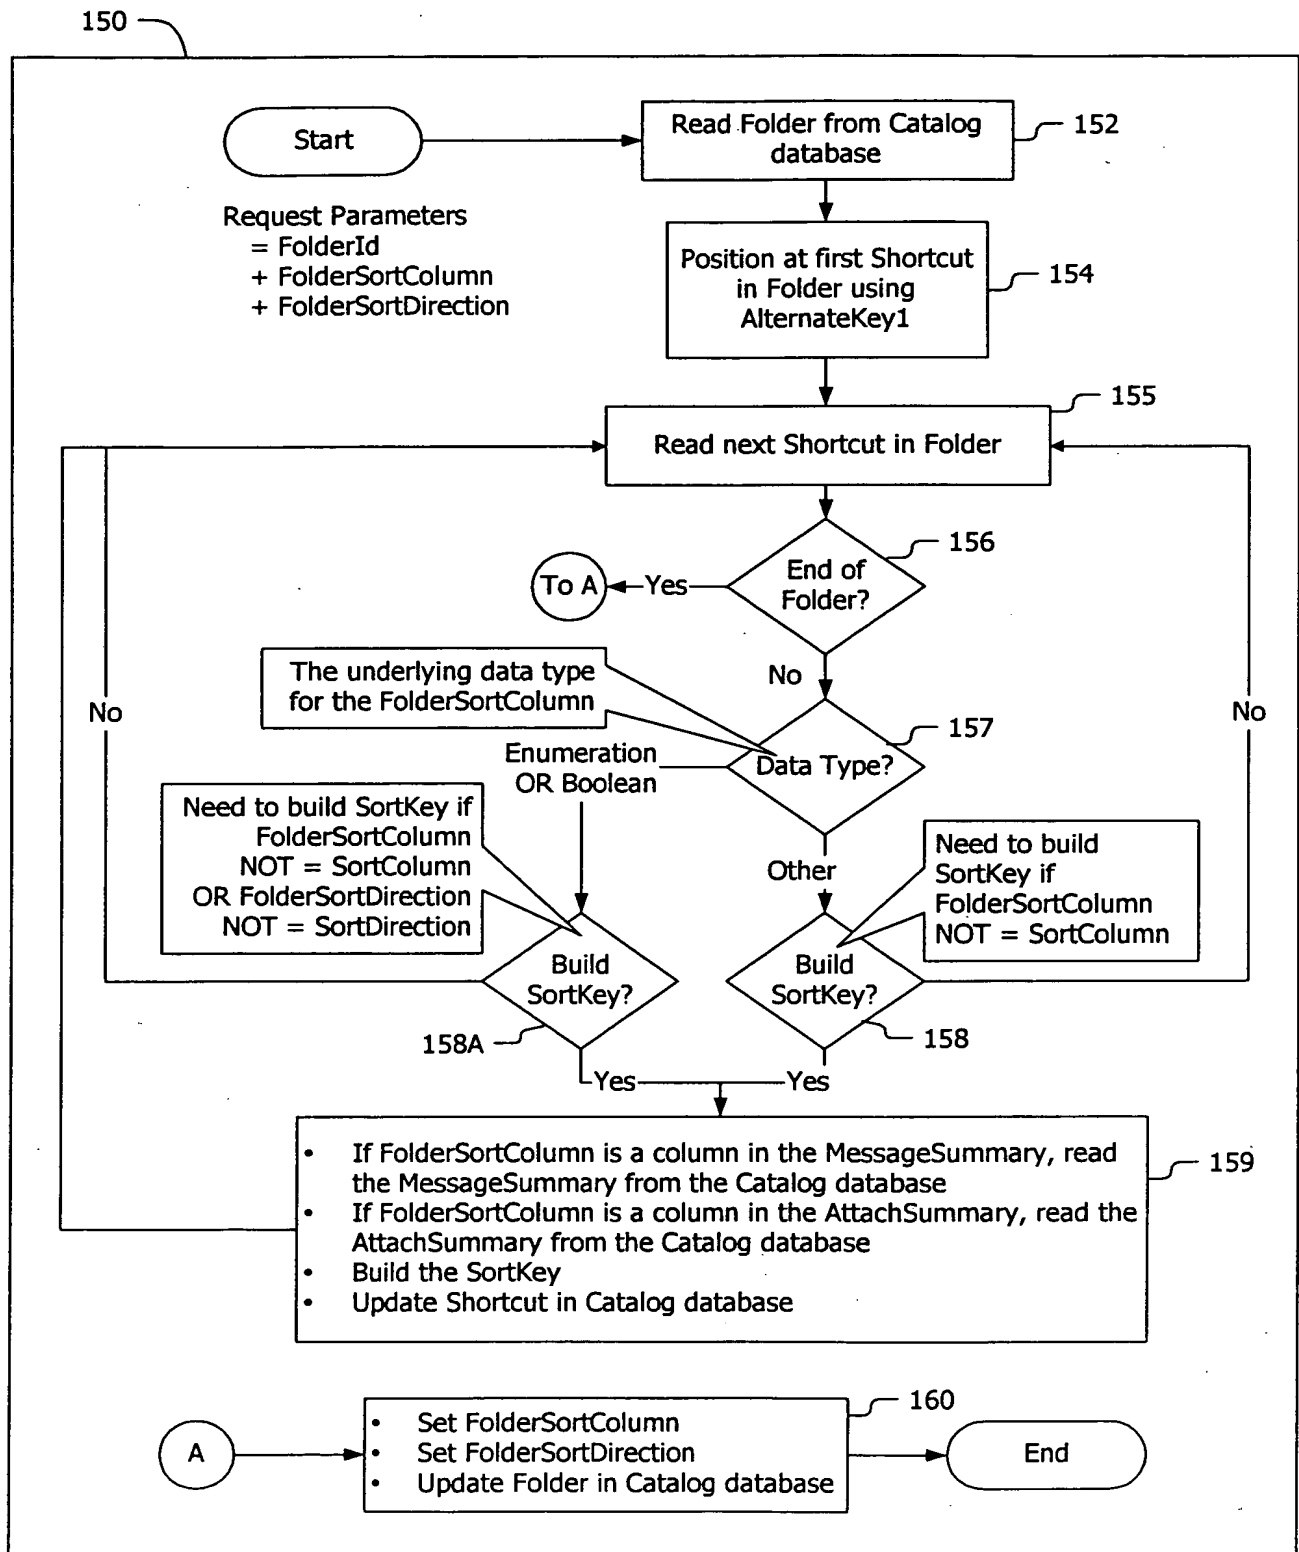 150
Start
Read Folder from Catalog
database
152
Request Parameters
= FolderId
+ FolderSortColumn
+ FolderSortDirection
Position at first Shortcut
in Folder using
AlternateKey1
154
155
Read next Shortcut in Folder
156
End of
Folder?
Yes
To A
No
The underlying data type
for the FolderSortColumn
No
No
157
Data Type?
Enumeration
OR Boolean
Need to build SortKey if
FolderSortColumn
NOT = SortColumn
OR FolderSortDirection
NOT = SortDirection
Other
Need to build
SortKey if
FolderSortColumn
NOT = SortColumn
Build
SortKey?
158A
Build
SortKey?
158
Yes
Yes
• If FolderSortColumn is a column in the MessageSummary, read
the MessageSummary from the Catalog database
• If FolderSortColumn is a column in the AttachSummary, read the
AttachSummary from the Catalog database
• Build the SortKey
• Update Shortcut in Catalog database
159
A
• Set FolderSortColumn
• Set FolderSortDirection
• Update Folder in Catalog database
160
End